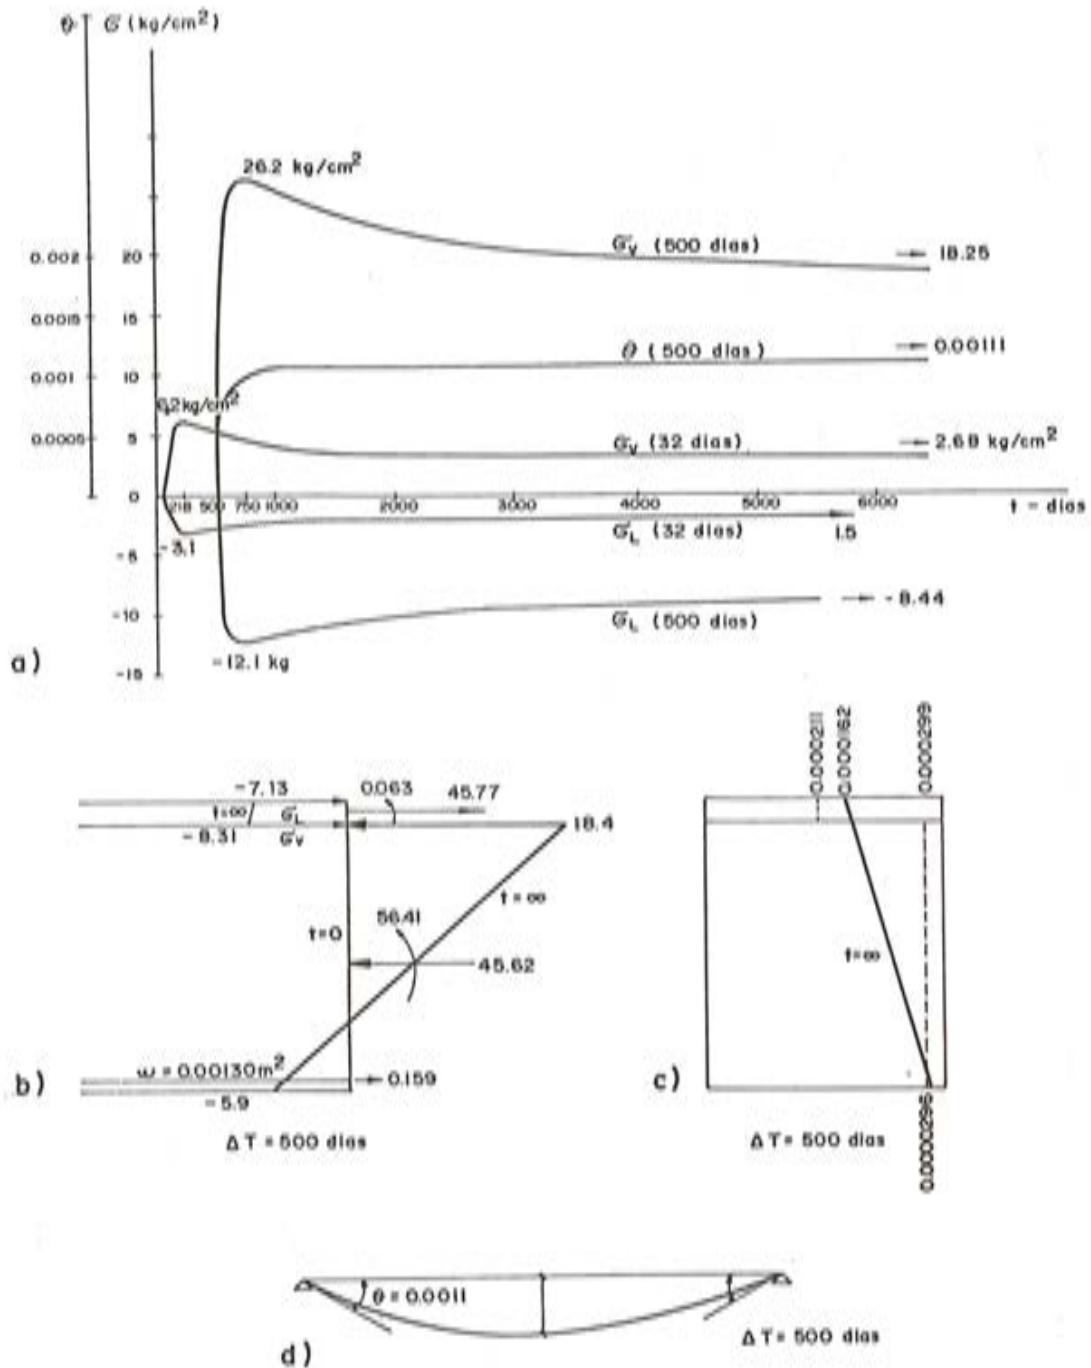 θ σ (kg/cm²)
26.2 kg/cm²
σv (500 dias) 18.25
0.002 20
0.0015 15
θ (500 dias) 0.00111
0.001 10
6.2 kg/cm²
0.0005 5
σv (32 dias) 2.68 kg/cm²
0 218 500 750 1000 2000 3000 4000 5000 6000 t = dias
-3.1 σL (32 dias) 1.5
-5
-8.44
-10 σL (500 dias)
-12.1 kg
-15
a)
-7.13 0.063 45.77
t=∞ σL
-8.31 σv 18.4
t=∞
56.41
t=0
45.62
ω = 0.00130m²
b) 0.159
-5.9
ΔT = 500 dias
0.000211
0.000162
0.000299
t=∞
c)
ΔT = 500 dias
0.0000296
θ = 0.0011
ΔT = 500 dias
d)